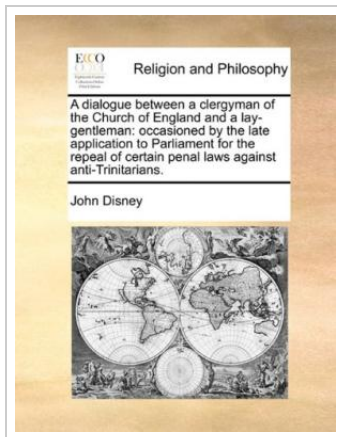 ECCO
Religion and Philosophy
A dialogue between a clergyman of
the Church of England and a lay-
gentleman: occasioned by the late
application to Parliament for the
repeal of certain penal laws against
anti-Trinitarians.
John Disney